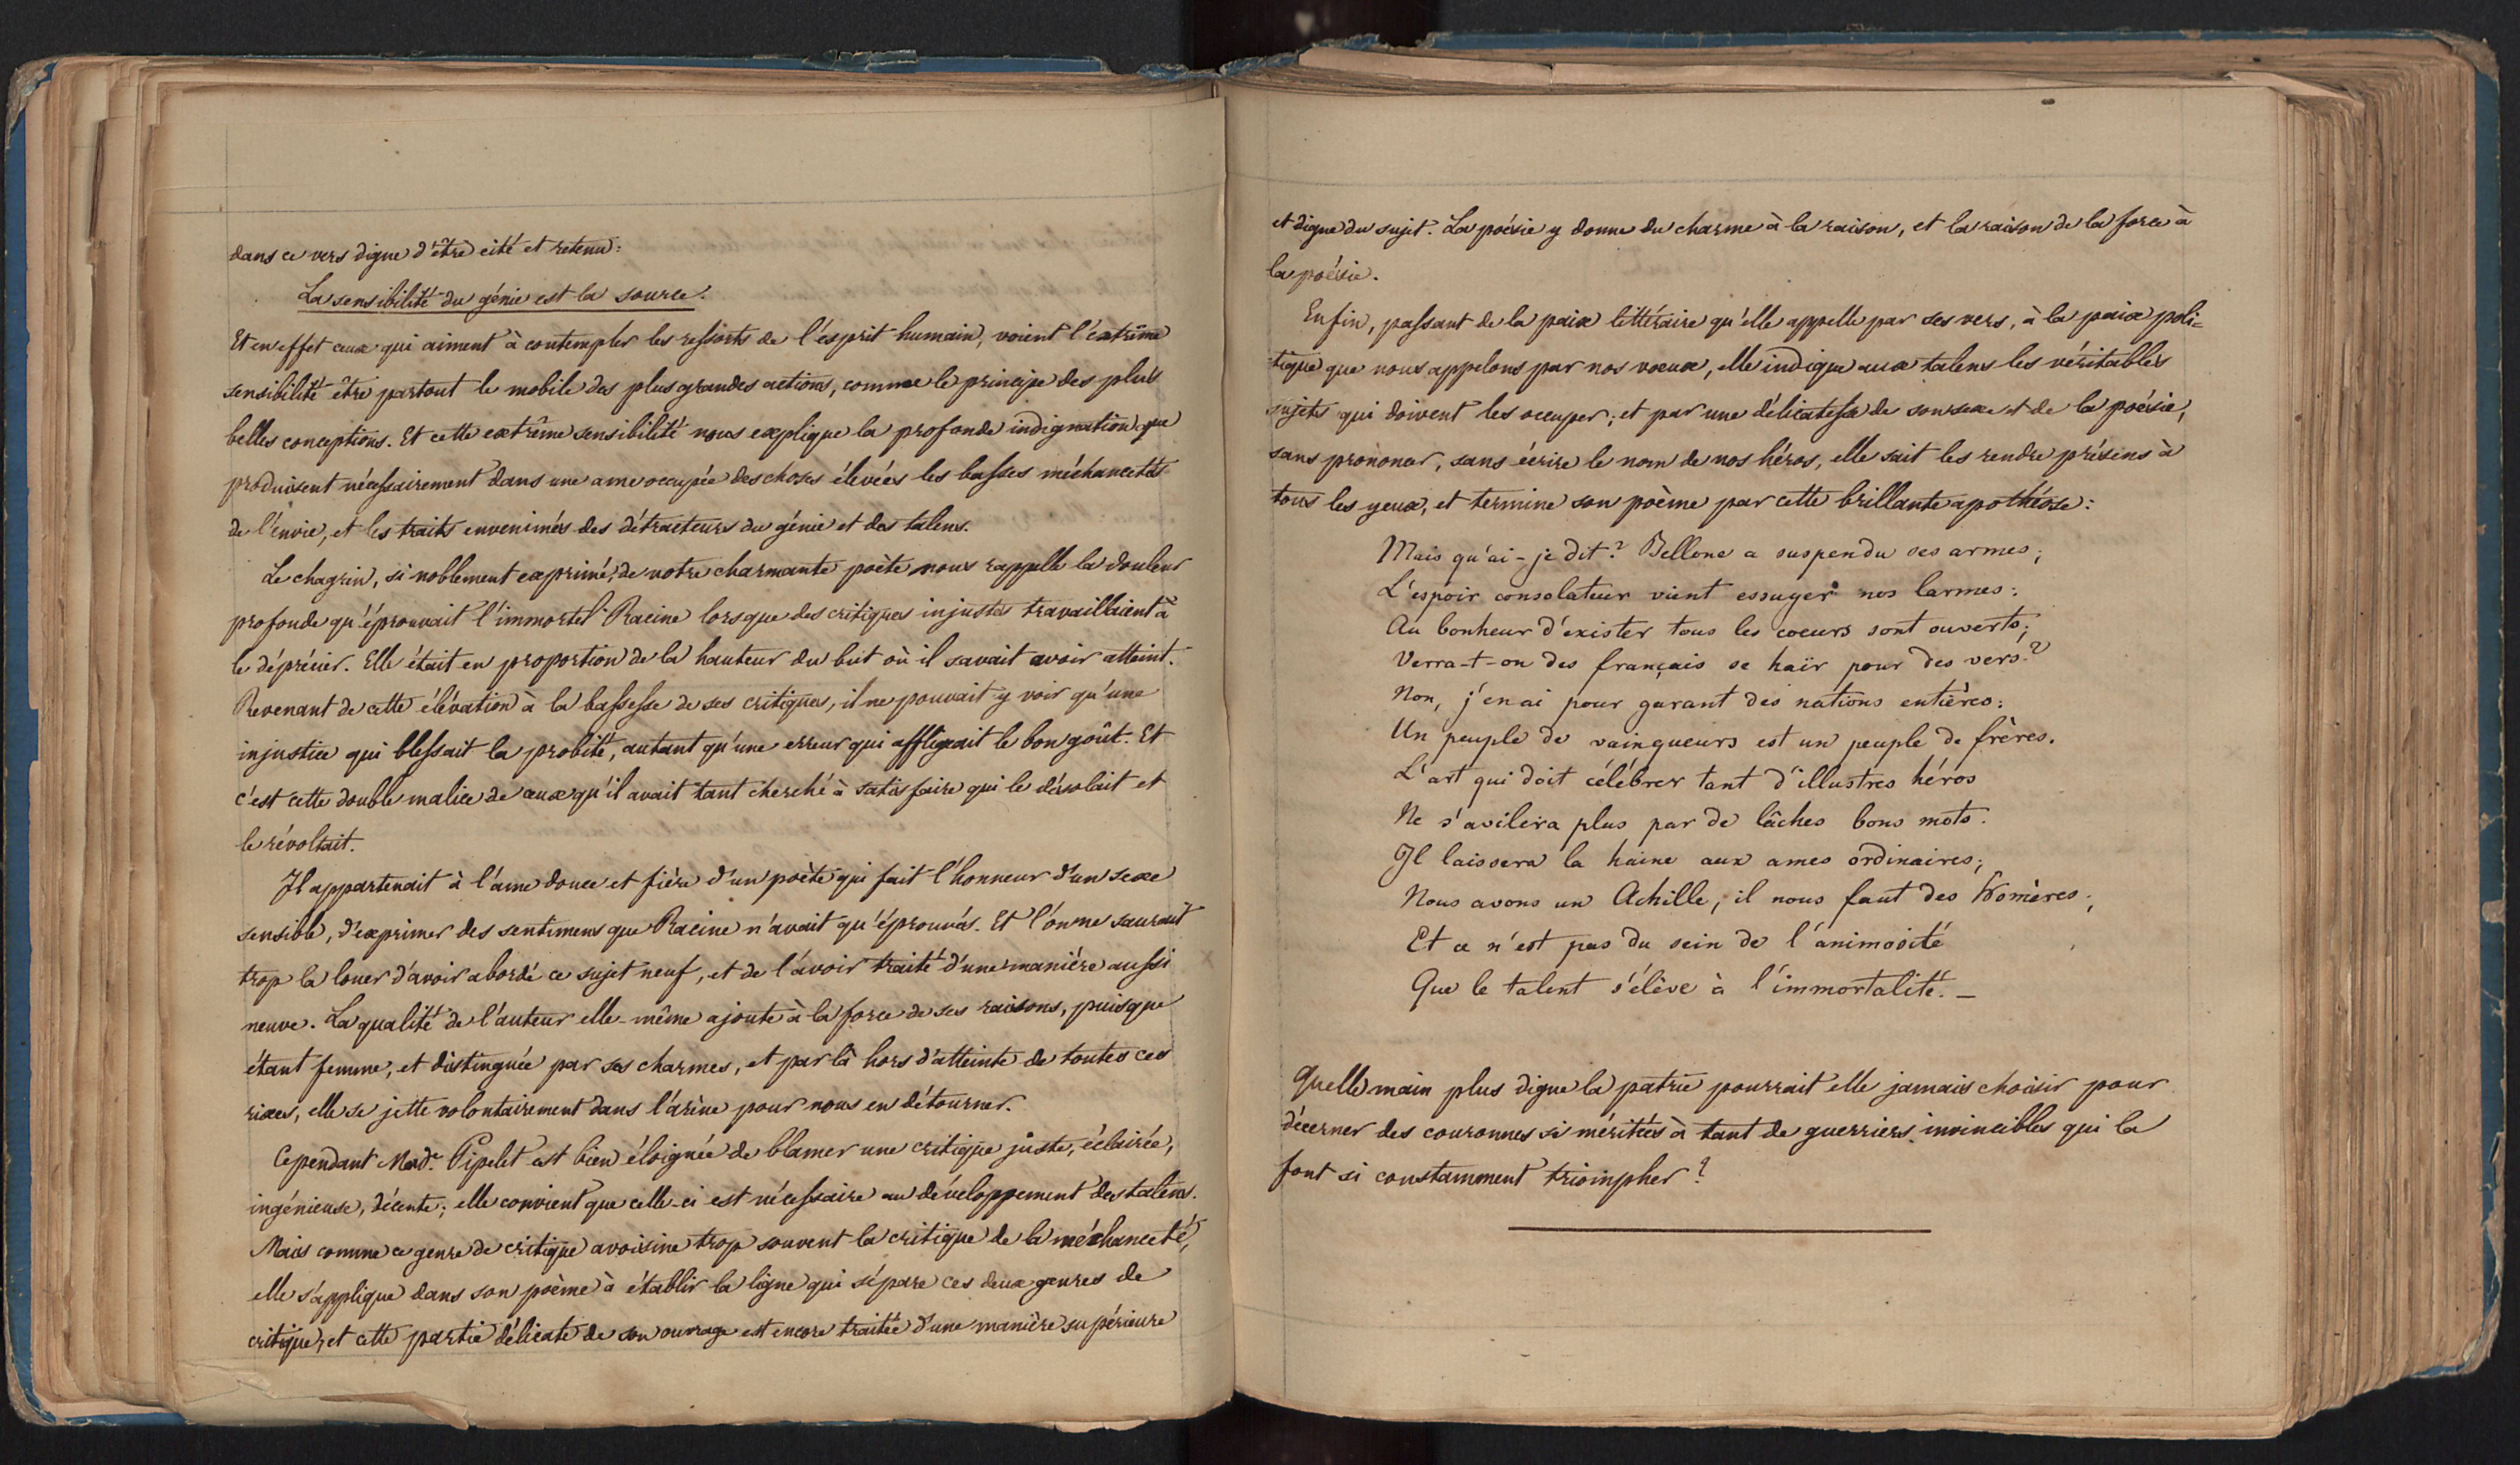 dans ce vers digne d'être cité et retenu:
La sensibilité du génie est la source.
Et en effet ceux qui aiment à contempler les ressorts de l'esprit humain, voient l'extrême
sensibilité être partout le mobile des plus grandes actions, comme le principe des plus
belles conceptions. Et cette extrême sensibilité nous explique la profonde indignation que
produisent nécessairement dans une ame occupée des choses élevées les basses méchancetés
de l'envie, et les traits envenimés des détracteurs du génie et des talens.
Le chagrin, si noblement exprimé, de notre charmante poète nous rappelle la douleur
profonde qu'éprouvait l'immortel Racine lorsque des critiques injustes travaillaient à
le déprécier. Elle était en proportion de la hauteur du but où il savait avoir atteint.
Revenant de cette élévation à la bassesse de ses critiques, il ne pouvait y voir qu'une
injustice qui blessait la probité, autant qu'une erreur qui affligeait le bon goût. Et
c'est cette double malice de ceux qu'il avait tant cherché à satisfaire qui le désolait et
le révoltait.
Il appartenait à l'ame douce et fière d'un poète qui fait l'honneur d'un sexe
sensible, d'exprimer des sentimens que Racine n'avait qu'éprouvés. Et l'on ne saurait
trop la louer d'avoir abordé ce sujet neuf, et de l'avoir traité d'une manière aussi
neuve. La qualité de l'auteur elle-même ajoute à la force de ses raisons, puisque
étant femme, et distinguée par ses charmes, et par là hors d'atteinte de toutes ces
rixes, elle se jette volontairement dans l'arène pour nous en détourner.
Cependant Made. Pipelet est bien éloignée de blamer une critique juste, éclairée,
ingénieuse, décente; elle convient que celle-ci est nécessaire au développement des talens.
Mais comme ce genre de critique avoisine trop souvent la critique de la méchanceté,
elle s'applique dans son poème à établir la ligne qui sépare ces deux genres de
critique, et cette partie délicate de son ouvrage est encore traitée d'une manière supérieure
et digne du sujet. La poésie y donne du charme à la raison, et la raison de la force à
la poésie.
Enfin, passant de la paix littéraire qu'elle appelle par ses vers, à la paix poli=
tique que nous appelons par nos voeux, elle indique aux talens les véritables
sujets qui doivent les occuper; et par une délicatesse de son sexe et de la poésie,
sans prononcer, sans écrire le nom de nos héros, elle sait les rendre présens à
tous les yeux, et termine son poème par cette brillante apothéose:
Mais qu'ai-je dit? Bellone a suspendu ses armes;
L'espoir consolateur vient essuyer nos larmes:
Au bonheur d'exister tous les coeurs sont ouverts;
Verra-t-on des français se haïr pour des vers?
Non, j'en ai pour garant des nations entières:
Un peuple de vainqueurs est un peuple de frères.
L'art qui doit célébrer tant d'illustres héros
Ne s'avilira plus par de lâches bons mots.
Il laissera la haine aux ames ordinaires;
Nous avons un Achille, il nous faut des Homères;
Et ce n'est pas du sein de l'animosité
Que le talent s'élève à l'immortalité. —
Quelle main plus digne la patrie pourrait elle jamais choisir pour
décerner des couronnes si méritées à tant de guerriers invincibles qui la
font si constamment triompher?